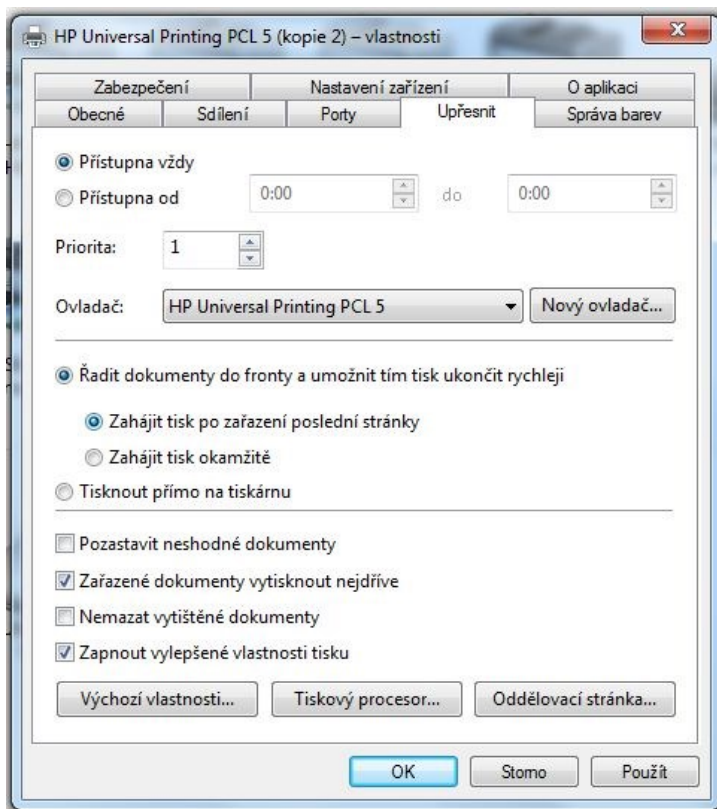 HP Universal Printing PCL 5 (kopie 2) – vlastnosti
Zabezpečení Nastavení zařízení O aplikaci
Obecné Sdílení Porty Upřesnit Správa barev
Přístupna vždy
Přístupna od 0:00 do 0:00
Priorita: 1
Ovladač: HP Universal Printing PCL 5 Nový ovladač...
Řadit dokumenty do fronty a umožnit tím tisk ukončit rychleji
Zahájit tisk po zařazení poslední stránky
Zahájit tisk okamžitě
Tisknout přímo na tiskárnu
Pozastavit neshodné dokumenty
Zařazené dokumenty vytisknout nejdříve
Nemazat vytištěné dokumenty
Zapnout vylepšené vlastnosti tisku
Výchozí vlastnosti... Tiskový procesor... Oddělovací stránka...
OK Storno Použít